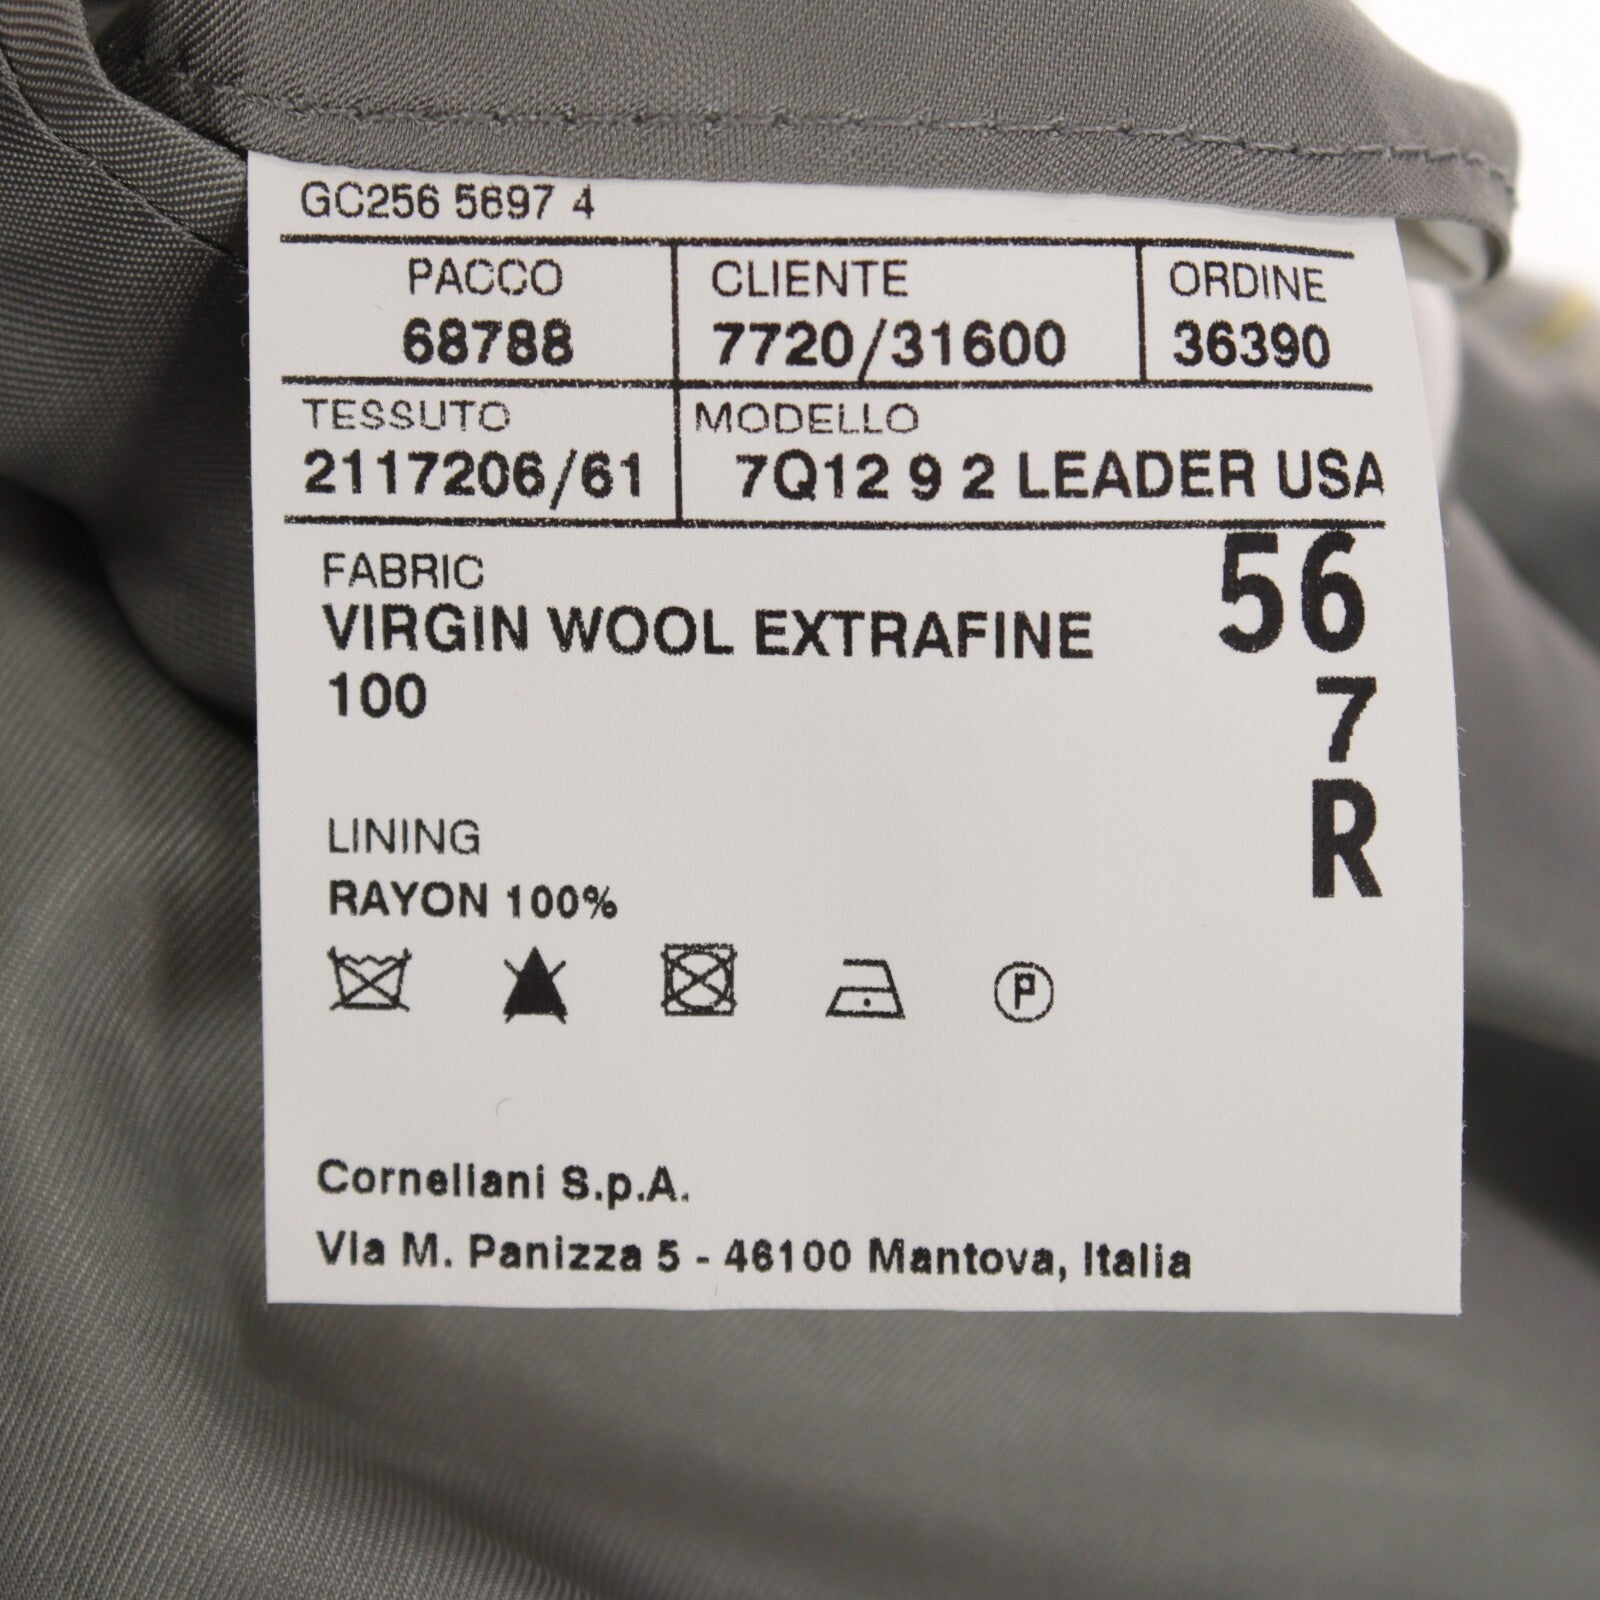 GC256 5697 4
PACCO CLIENTE ORDINE
68788 7720/31600 36390
TESSUTO MODELLO
2117206/61 7Q12 9 2 LEADER USA
FABRIC 56
VIRGIN WOOL EXTRAFINE
100 7
R
LINING
RAYON 100%
P
Corneliani S.p.A.
Via M. Panizza 5 - 46100 Mantova, Italia